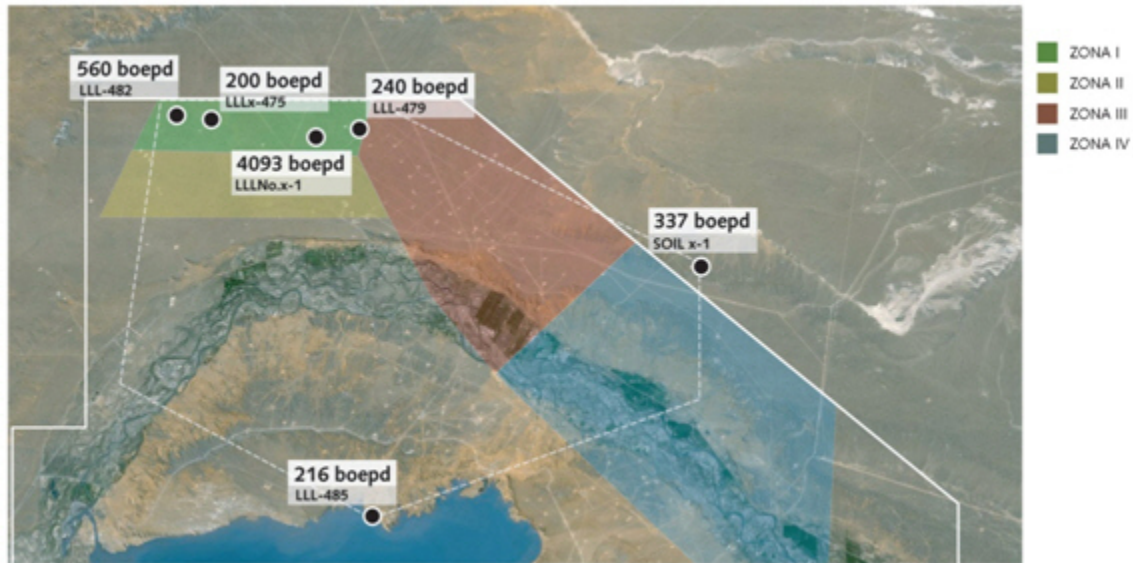 560 boepd
LLL-482
200 boepd
LLLx-475
240 boepd
LLL-479
4093 boepd
LLLNo.x-1
337 boepd
SOIL x-1
216 boepd
LLL-485
ZONA I
ZONA II
ZONA III
ZONA IV